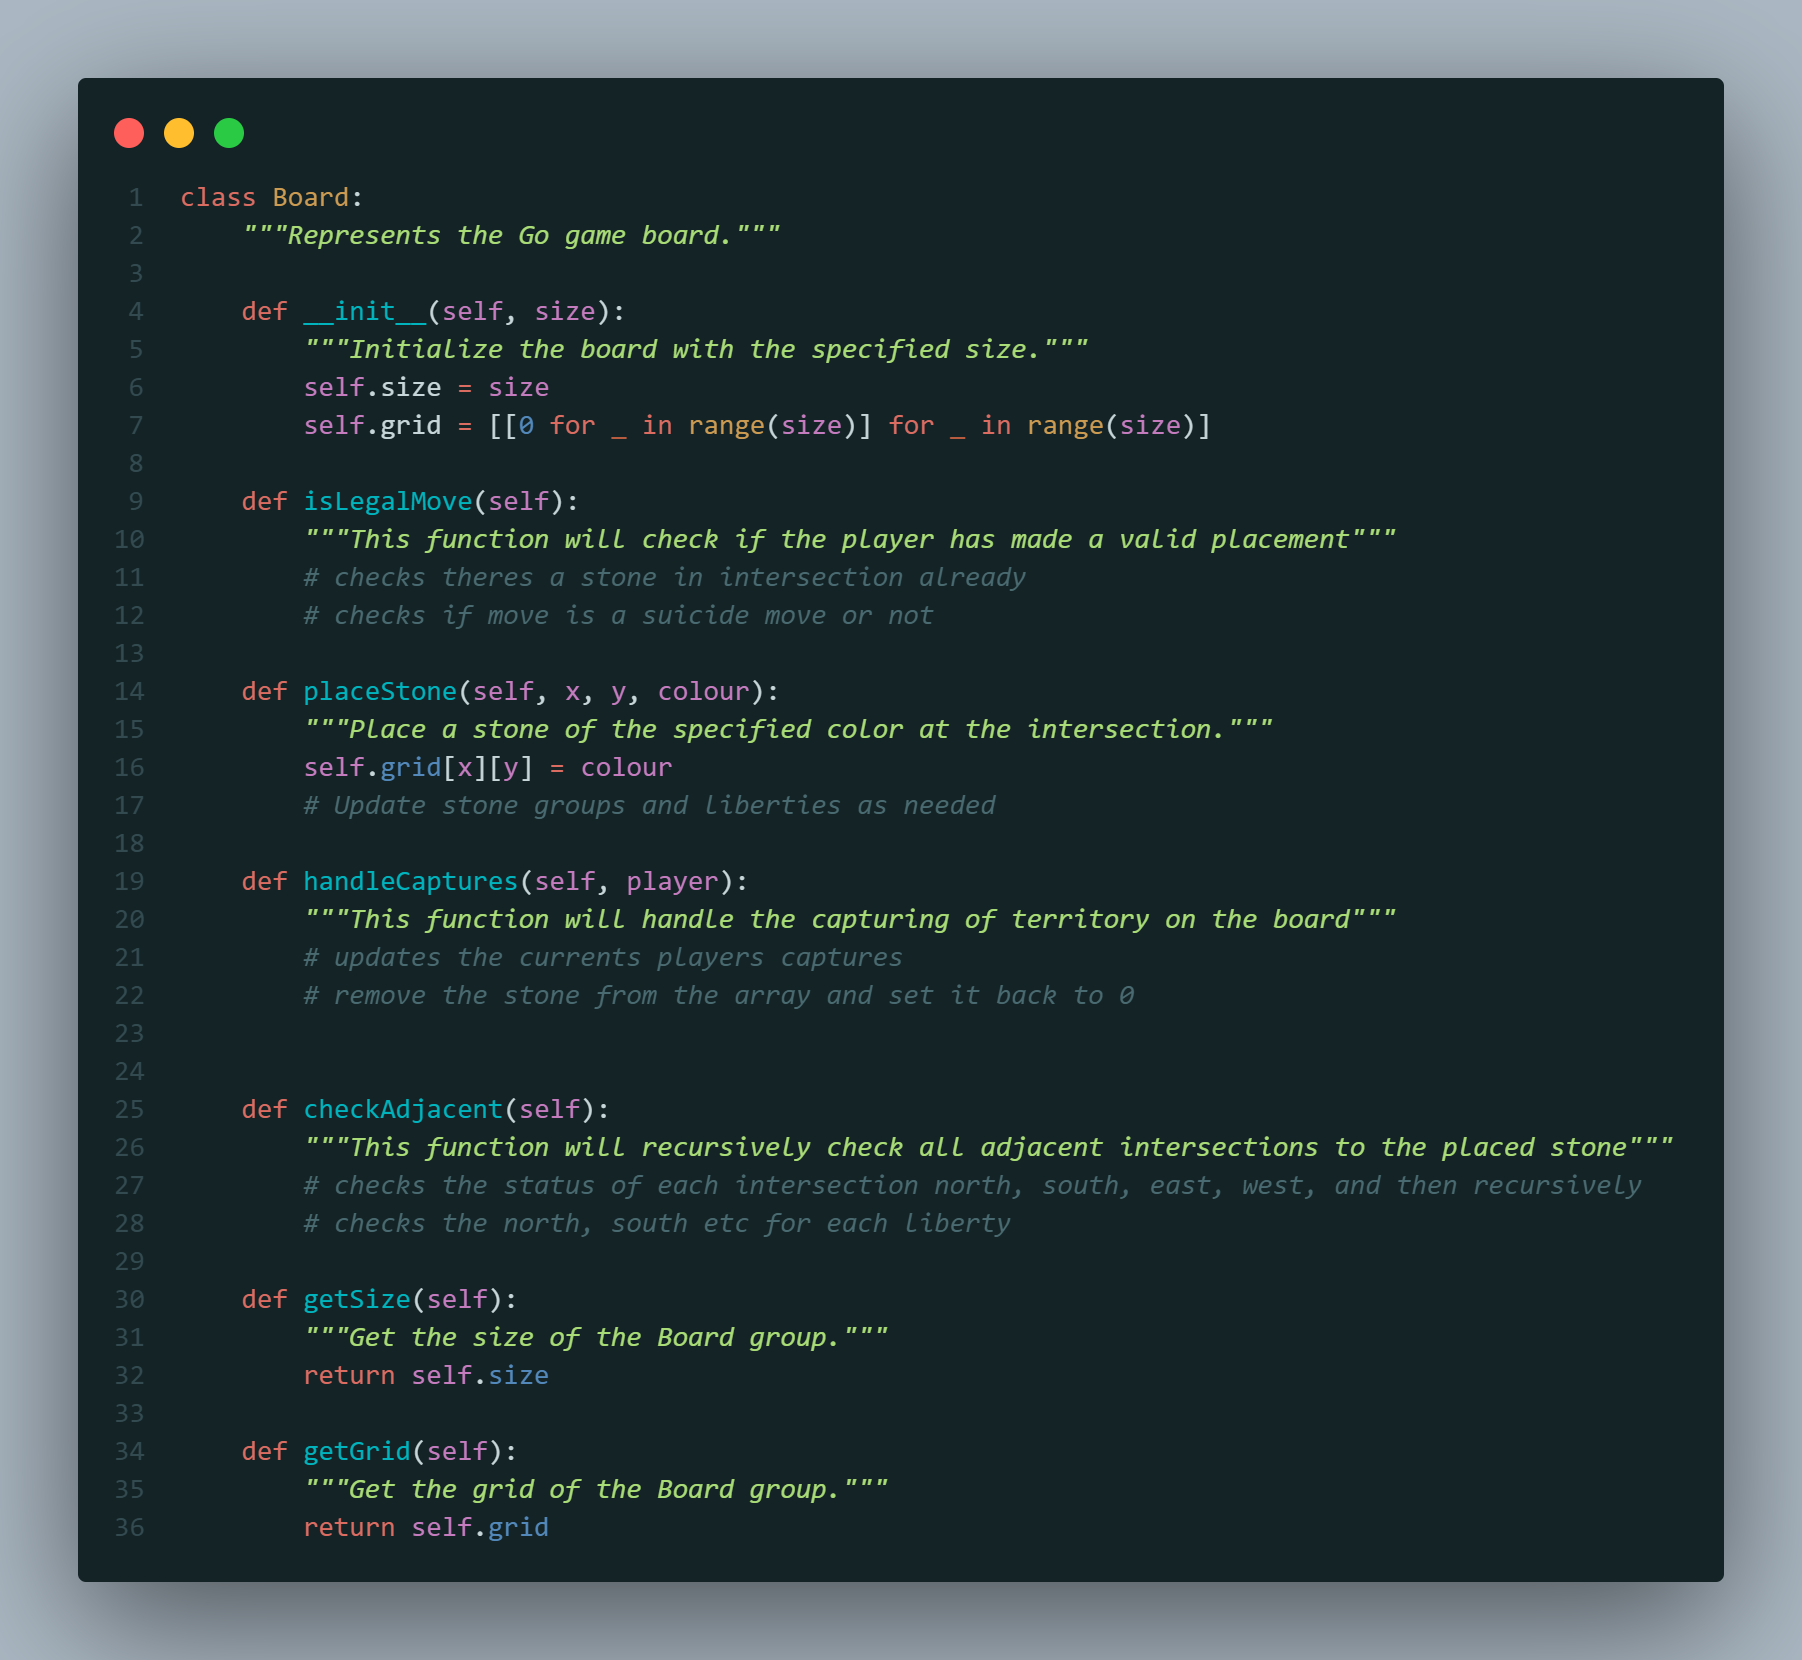 1 class Board:
2     """Represents the Go game board."""
3
4     def __init__(self, size):
5         """Initialize the board with the specified size."""
6         self.size = size
7         self.grid = [[0 for _ in range(size)] for _ in range(size)]
8
9     def isLegalMove(self):
10         """This function will check if the player has made a valid placement"""
11         # checks theres a stone in intersection already
12         # checks if move is a suicide move or not
13
14     def placeStone(self, x, y, colour):
15         """Place a stone of the specified color at the intersection."""
16         self.grid[x][y] = colour
17         # Update stone groups and liberties as needed
18
19     def handleCaptures(self, player):
20         """This function will handle the capturing of territory on the board"""
21         # updates the currents players captures
22         # remove the stone from the array and set it back to 0
23
24
25     def checkAdjacent(self):
26         """This function will recursively check all adjacent intersections to the placed stone"""
27         # checks the status of each intersection north, south, east, west, and then recursively
28         # checks the north, south etc for each liberty
29
30     def getSize(self):
31         """Get the size of the Board group."""
32         return self.size
33
34     def getGrid(self):
35         """Get the grid of the Board group."""
36         return self.grid